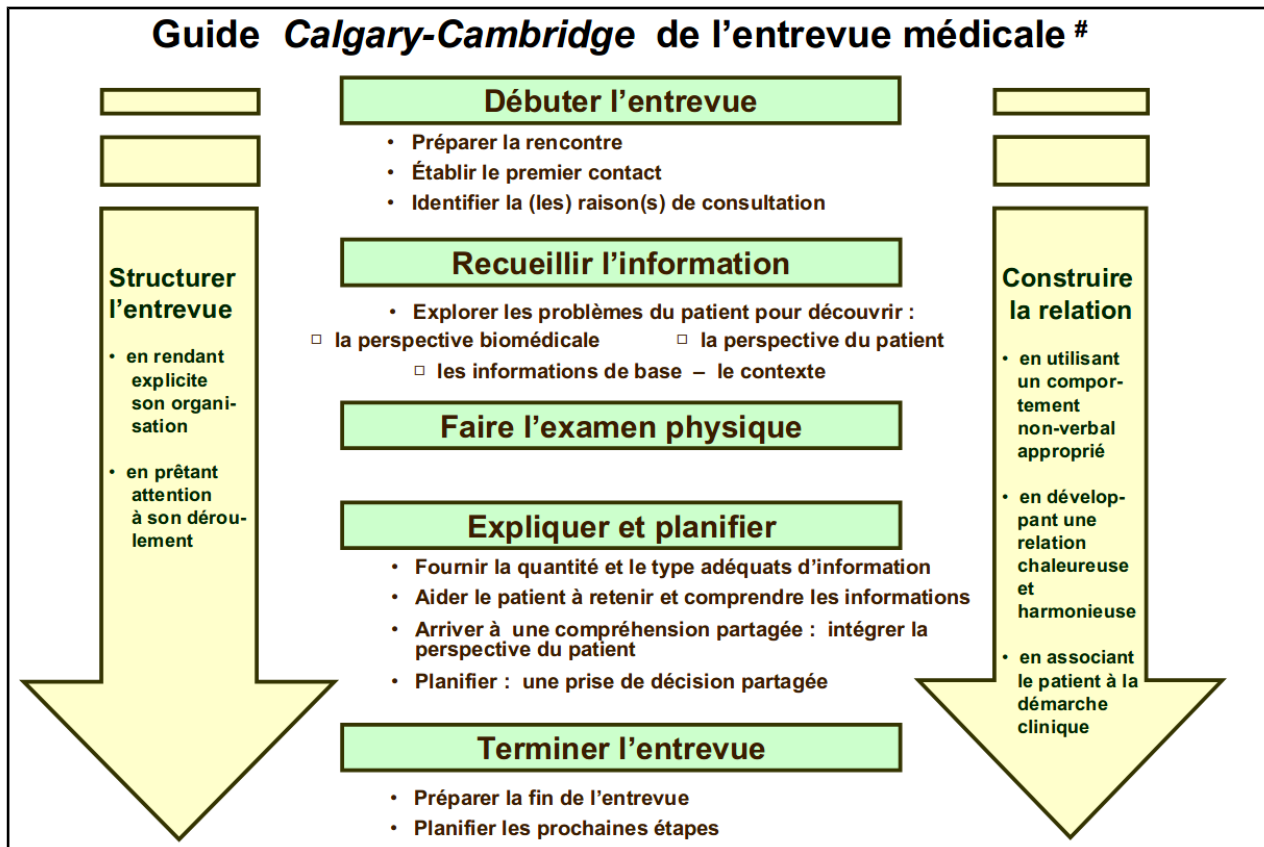 Guide Calgary-Cambridge de l’entrevue médicale #
Débuter l’entrevue
• Préparer la rencontre
• Établir le premier contact
• Identifier la (les) raison(s) de consultation
Recueillir l’information
• Explorer les problèmes du patient pour découvrir :
□ la perspective biomédicale □ la perspective du patient
□ les informations de base – le contexte
Faire l’examen physique
Expliquer et planifier
• Fournir la quantité et le type adéquats d’information
• Aider le patient à retenir et comprendre les informations
• Arriver à une compréhension partagée : intégrer la
perspective du patient
• Planifier : une prise de décision partagée
Terminer l’entrevue
• Préparer la fin de l’entrevue
• Planifier les prochaines étapes
Structurer
l’entrevue
• en rendant
explicite
son organi-
sation
• en prêtant
attention
à son dérou-
lement
Construire
la relation
• en utilisant
un compor-
tement
non-verbal
approprié
• en dévelop-
pant une
relation
chaleureuse
et
harmonieuse
• en associant
le patient à la
démarche
clinique